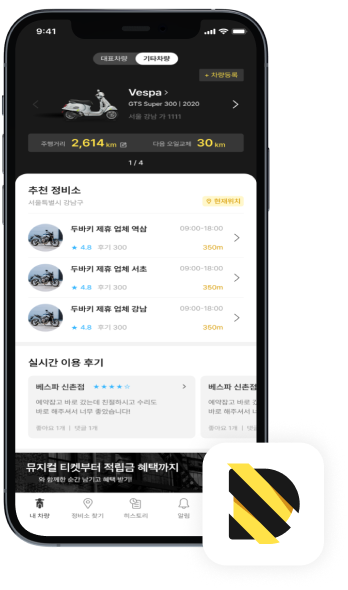 9:41
대표차량 기타차량
+ 차량등록
Vespa >
GTS Super 300 | 2020
서울 강남 가 1111
주행거리 2,614 km 다음 오일교체 30 km
1 / 4
추천 정비소
서울특별시 강남구
현재위치
두바키 제휴 업체 역삼 09:00-18:00
★ 4.8 후기 300 350m
두바키 제휴 업체 서초 09:00-18:00
★ 4.8 후기 300 350m
두바키 제휴 업체 강남 09:00-18:00
★ 4.8 후기 300 350m
실시간 이용 후기
베스파 신촌점 ★★★★☆ >
예약잡고 바로 갔는데 친절하시고 수리도
바로 해주셔서 너무 좋았습니다!
좋아요 1개 | 댓글 1개
베스파 신촌점
예약잡고 바로
바로 해주셔서
좋아요 1개 | 댓글
뮤지컬 티켓부터 적립금 혜택까지
와 함께한 순간 남기고 혜택 받기!
내 차량 정비소 찾기 히스토리 알림